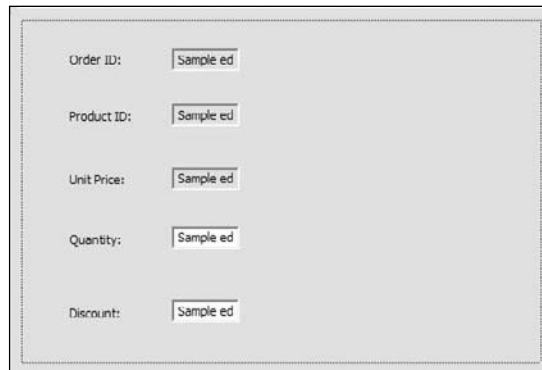 Order ID: Sample ed
Product ID: Sample ed
Unit Price: Sample ed
Quantity: Sample ed
Discount: Sample ed